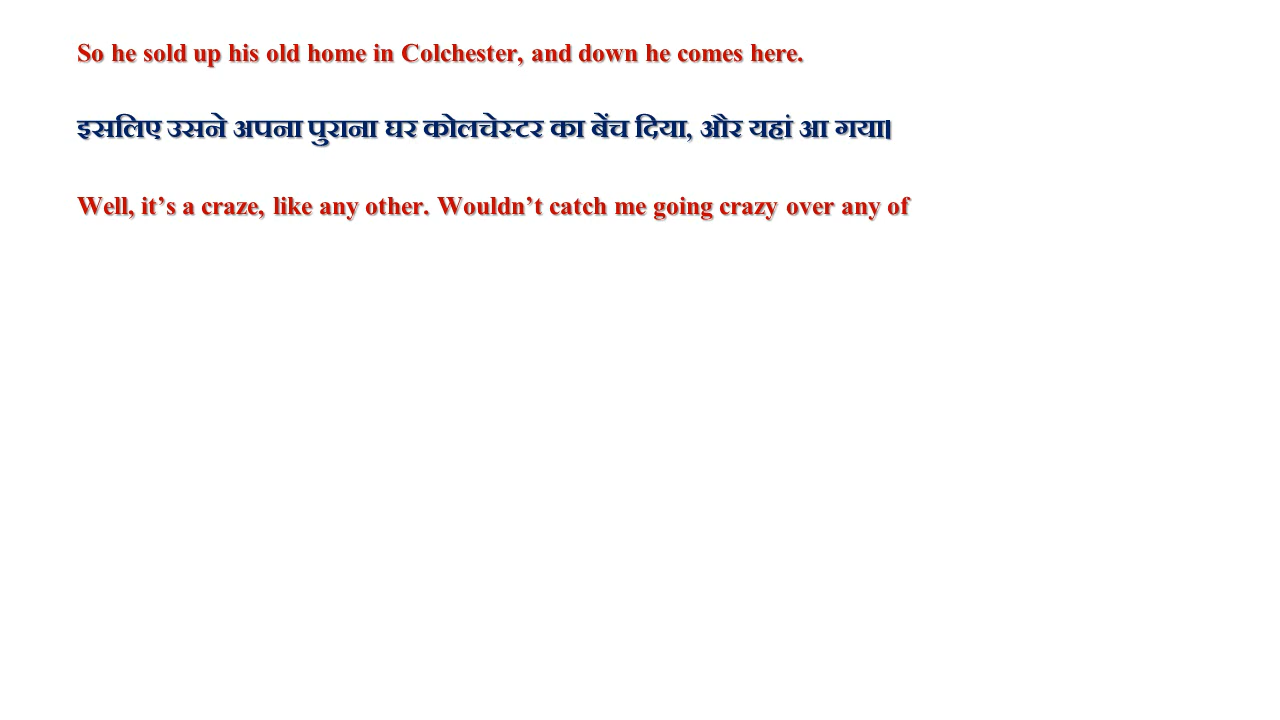 So he sold up his old home in Colchester, and down he comes here.
इसलिए उसने अपना पुराना घर कोलचेस्टर का बेंच दिया, और यहां आ गया।
Well, it’s a craze, like any other. Wouldn’t catch me going crazy over any of